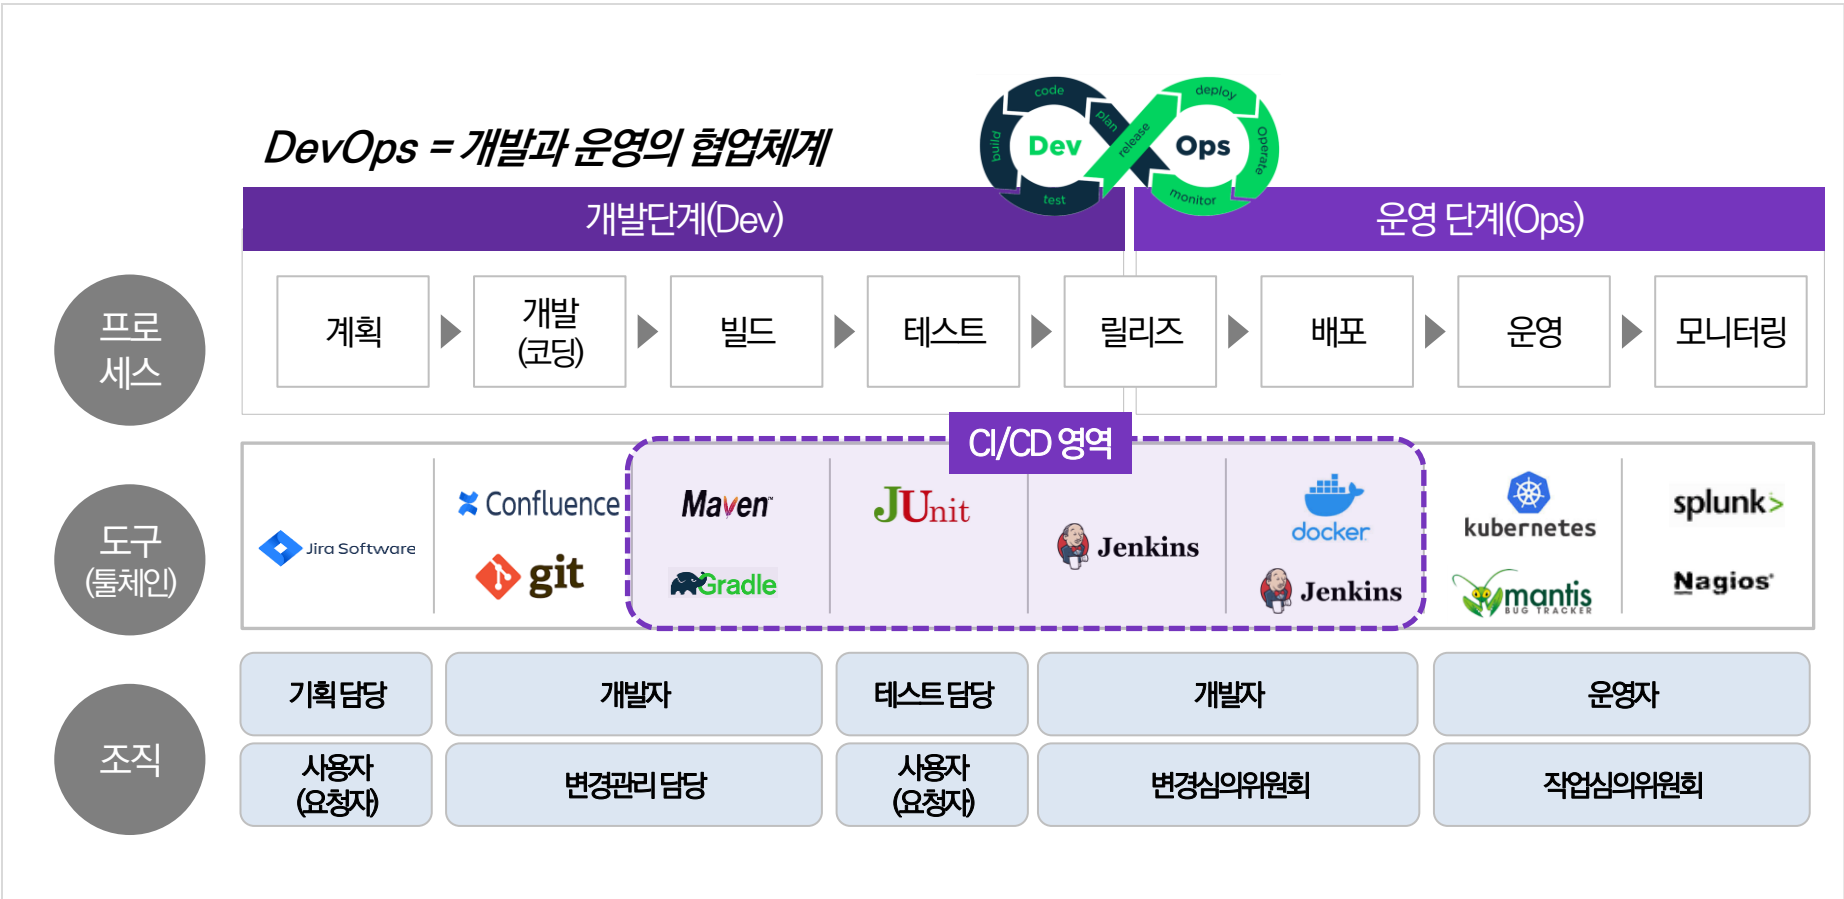 DevOps = 개발과 운영의 협업체계
code
plan
build
test
Dev
release
deploy
Operate
monitor
Ops
개발단계(Dev)
운영 단계(Ops)
프로
세스
계획
개발
(코딩)
빌드
테스트
릴리즈
배포
운영
모니터링
CI/CD 영역
도구
(툴체인)
Jira Software
Confluence
git
Maven™
Gradle
JUnit
Jenkins
docker
Jenkins
kubernetes
mantis
BUG TRACKER
splunk>
Nagios®
조직
기획 담당
개발자
테스트 담당
개발자
운영자
사용자
(요청자)
변경관리 담당
사용자
(요청자)
변경심의위원회
작업심의위원회